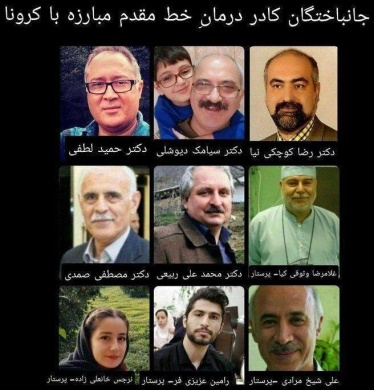 جانباختگان کادر درمانِ خط مقدم مبارزه با کرونا
دکتر رضا کوچکی نیا
دکتر سیامک دیوشلی
دکتر حمید لطفی
غلامرضا وثوقی کیا- پرستار
دکتر محمد علی ربیعی
دکتر مصطفی صمدی
علی شیخ مرادی -پرستار
رامین عزیزی فر- پرستار
نرجس خانعلی زاده- پرستار